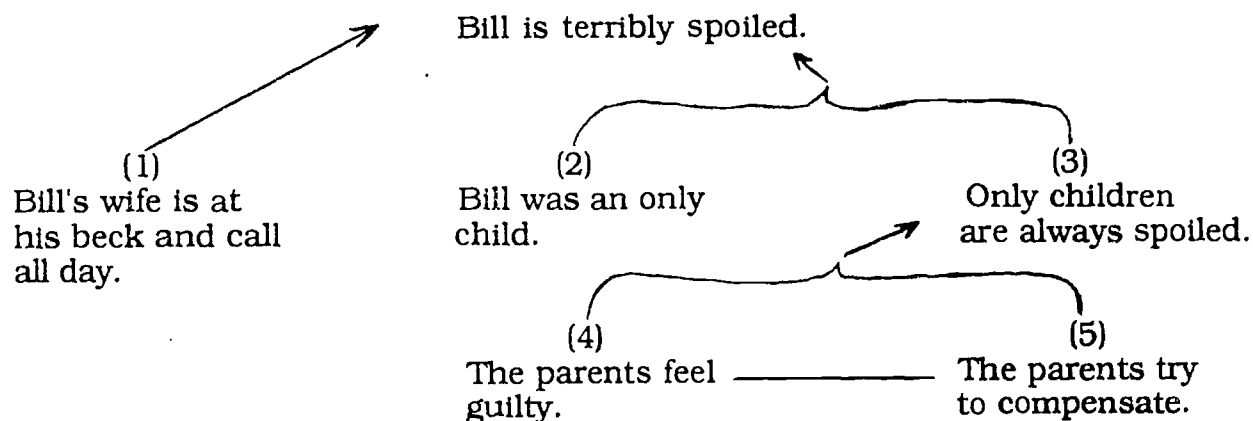 Bill is terribly spoiled.
(1)
Bill's wife is at
his beck and call
all day.
(2)
Bill was an only
child.
(3)
Only children
are always spoiled.
(4)
The parents feel
guilty.
(5)
The parents try
to compensate.